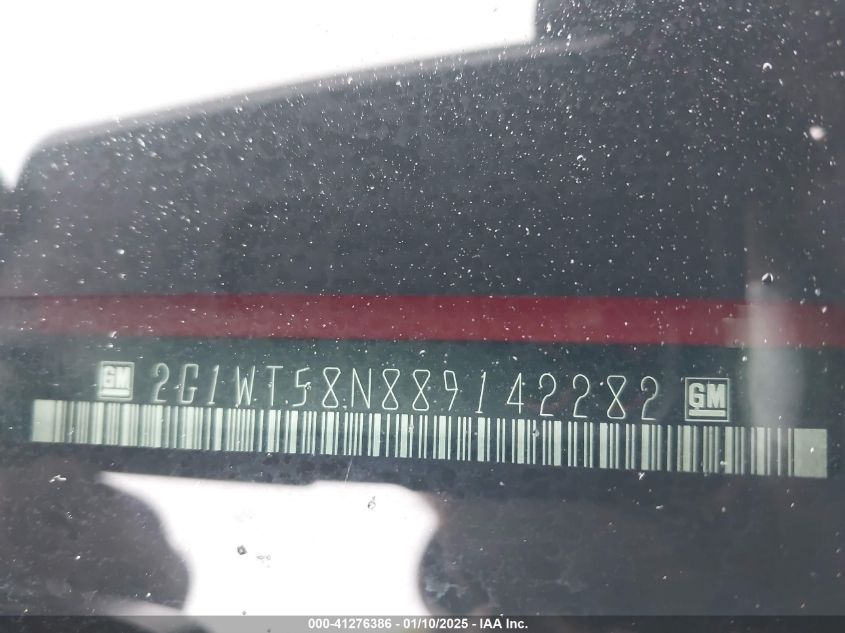 GM 2G1WT58N889142282 GM
000-41276386 - 01/10/2025 - IAA Inc.